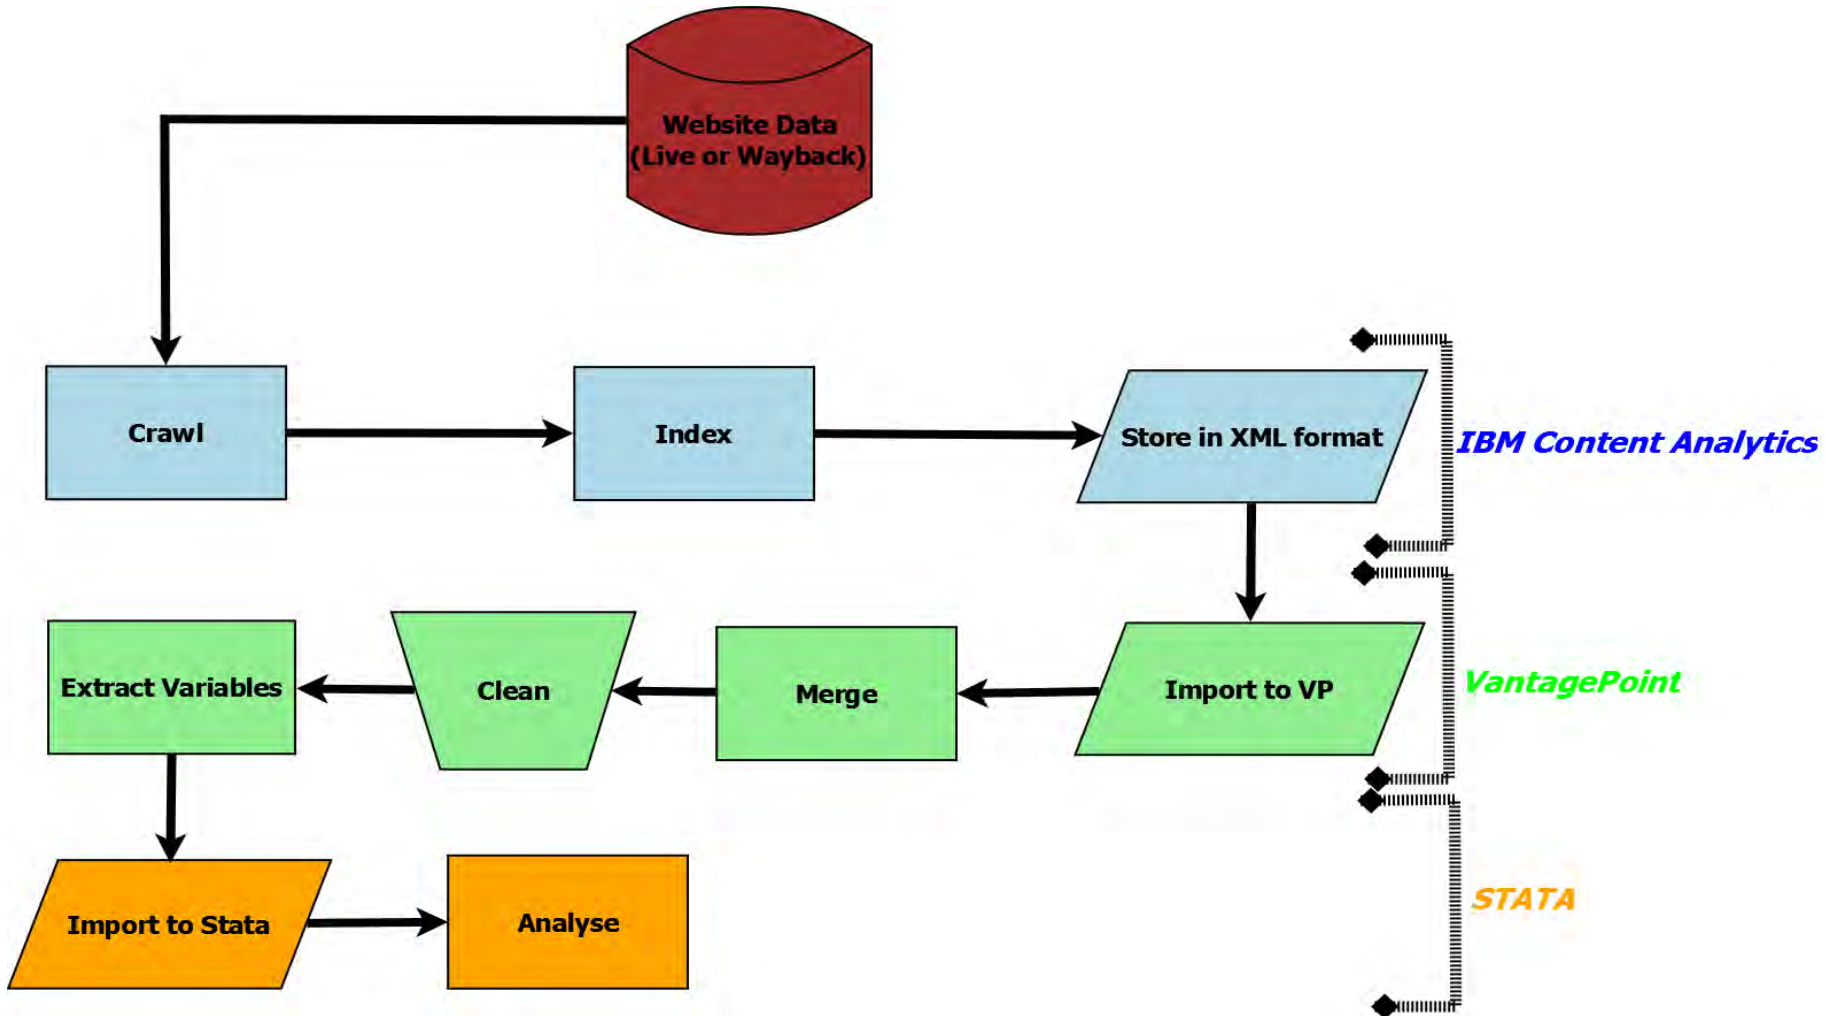 Website Data
(Live or Wayback)
Crawl
Index
Store in XML format
IBM Content Analytics
Extract Variables
Clean
Merge
Import to VP
VantagePoint
Import to Stata
Analyse
STATA